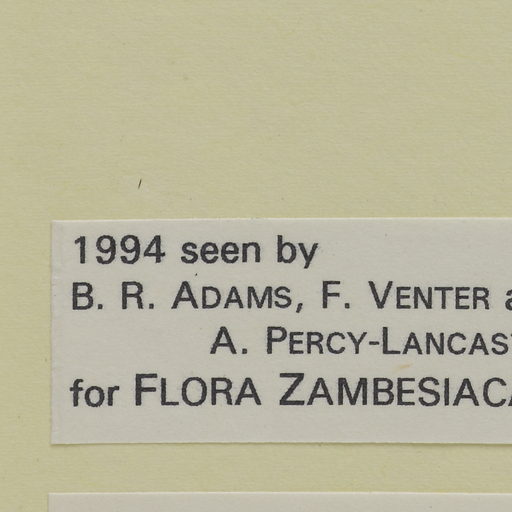 1994 seen by
B. R. ADAMS, F. VENTER
A. PERCY-LANCAS
for FLORA ZAMBESIACA